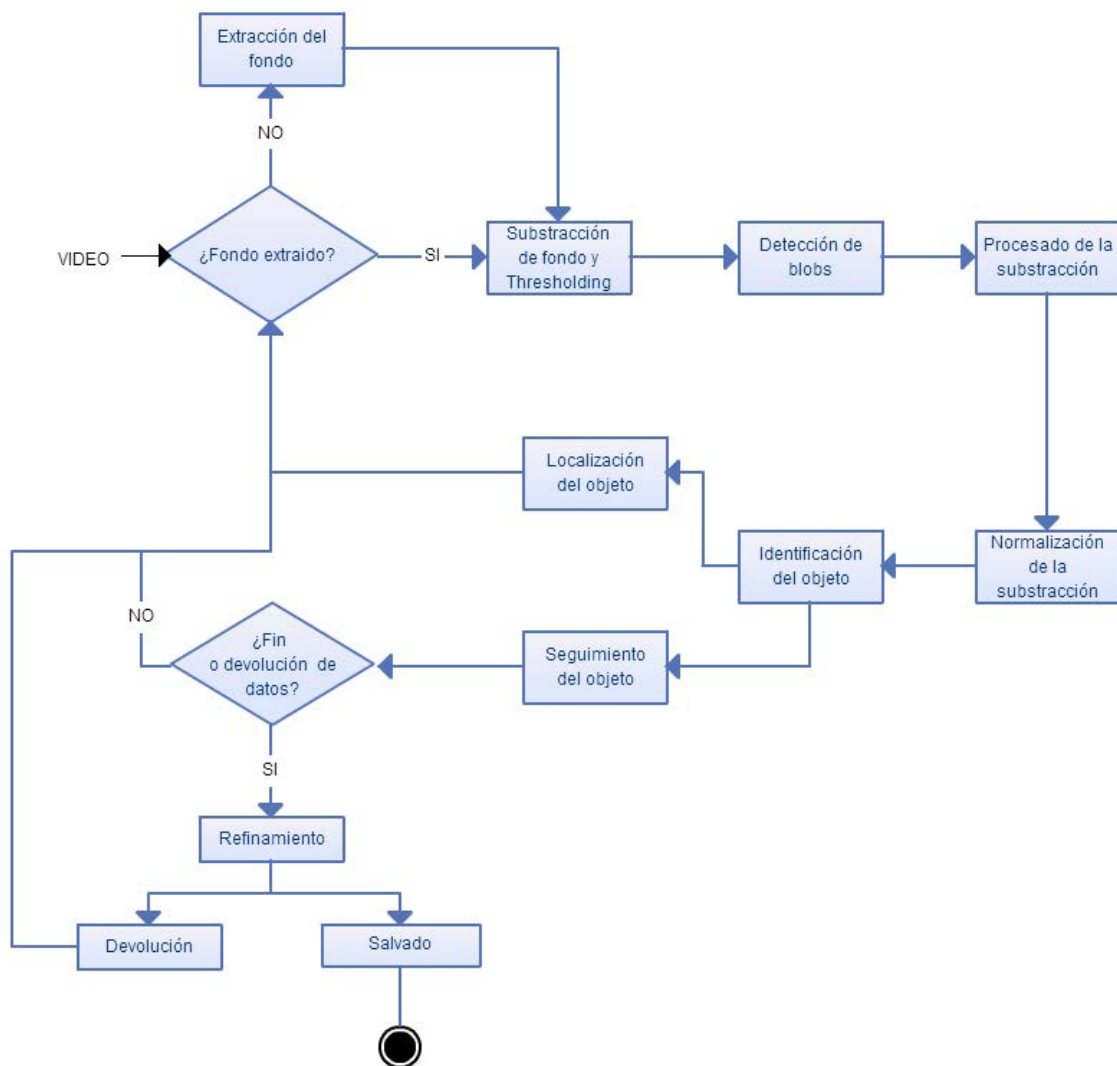 Extracción del
fondo
NO
VIDEO
¿Fondo extraido?
SI
Substracción
de fondo y
Thresholding
Detección de
blobs
Procesado de la
substracción
Localización
del objeto
Identificación
del objeto
Normalización
de la
substracción
NO
¿Fin
o devolución de
datos?
Seguimiento
del objeto
SI
Refinamiento
Devolución
Salvado